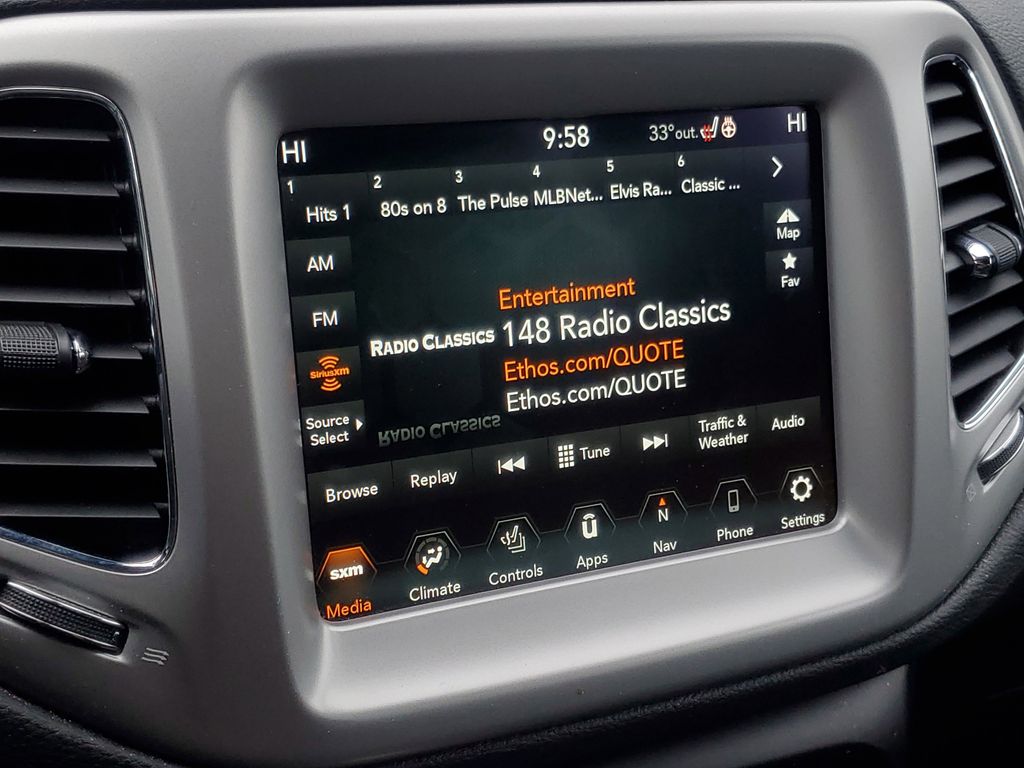 HI 9:58 33°out. HI
1 2 3 4 5 6
Hits 1 80s on 8 The Pulse MLBNet... Elvis Ra... Classic ...
Map
AM
Fav
Entertainment
FM
RADIO CLASSICS 148 Radio Classics
SiriusXM
Ethos.com/QUOTE
Ethos.com/QUOTE
Source
Select
RADIO CLASSICS
Browse Replay Tune Traffic &
Weather Audio
sxm ū N
Media Climate Controls Apps Nav Phone Settings